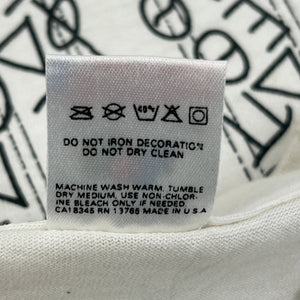 40°
DO NOT IRON DECORATION
DO NOT DRY CLEAN
MACHINE WASH WARM, TUMBLE
DRY MEDIUM, USE NON-CHLOR-
INE BLEACH ONLY IF NEEDED.
CA18345 RN 13765 MADE IN U.S.A